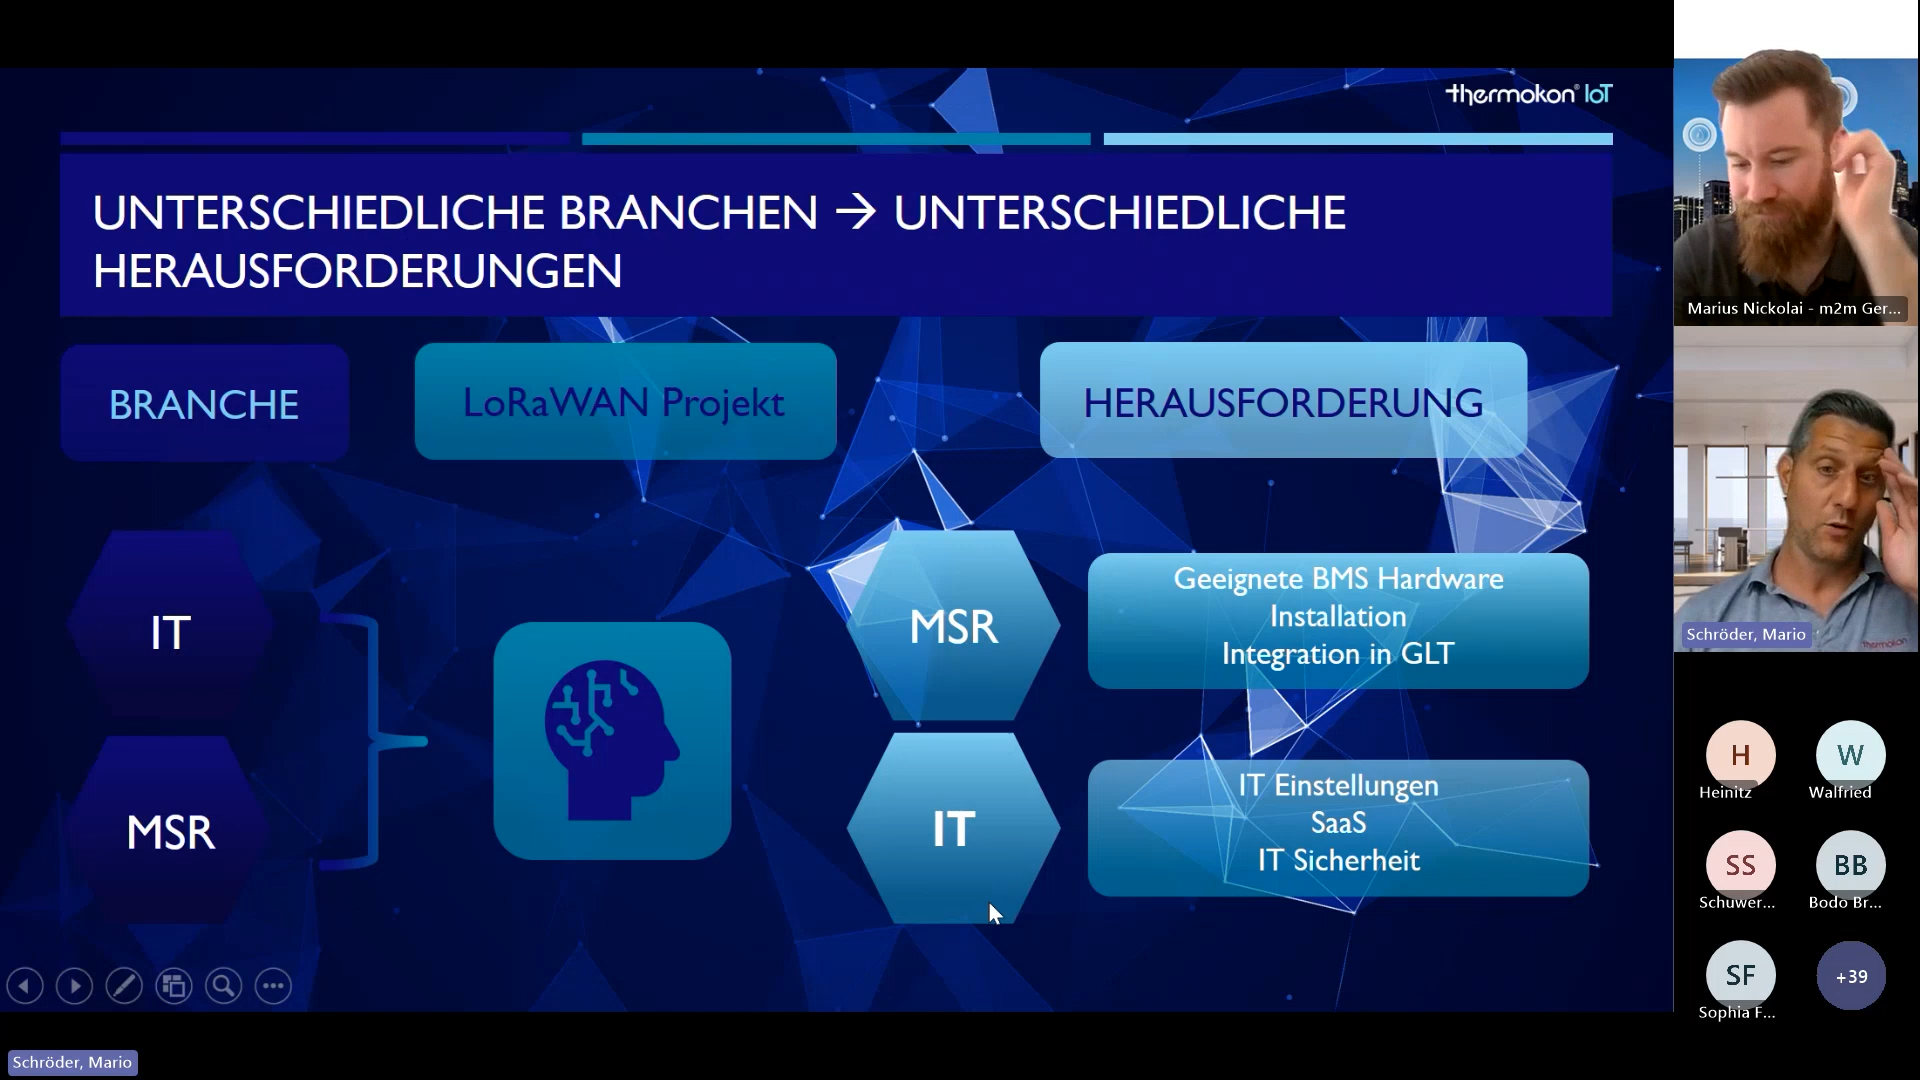 thermokon® IoT
UNTERSCHIEDLICHE BRANCHEN → UNTERSCHIEDLICHE
HERAUSFORDERUNGEN
BRANCHE
LoRaWAN Projekt
HERAUSFORDERUNG
IT
MSR
MSR
Geeignete BMS Hardware
Installation
Integration in GLT
IT
IT Einstellungen
SaaS
IT Sicherheit
Marius Nickolai - m2m Ger...
Schröder, Mario
thermokon
H
Heinitz
W
Walfried
SS
Schuwer...
BB
Bodo Br...
SF
Sophia F...
+39
Schröder, Mario